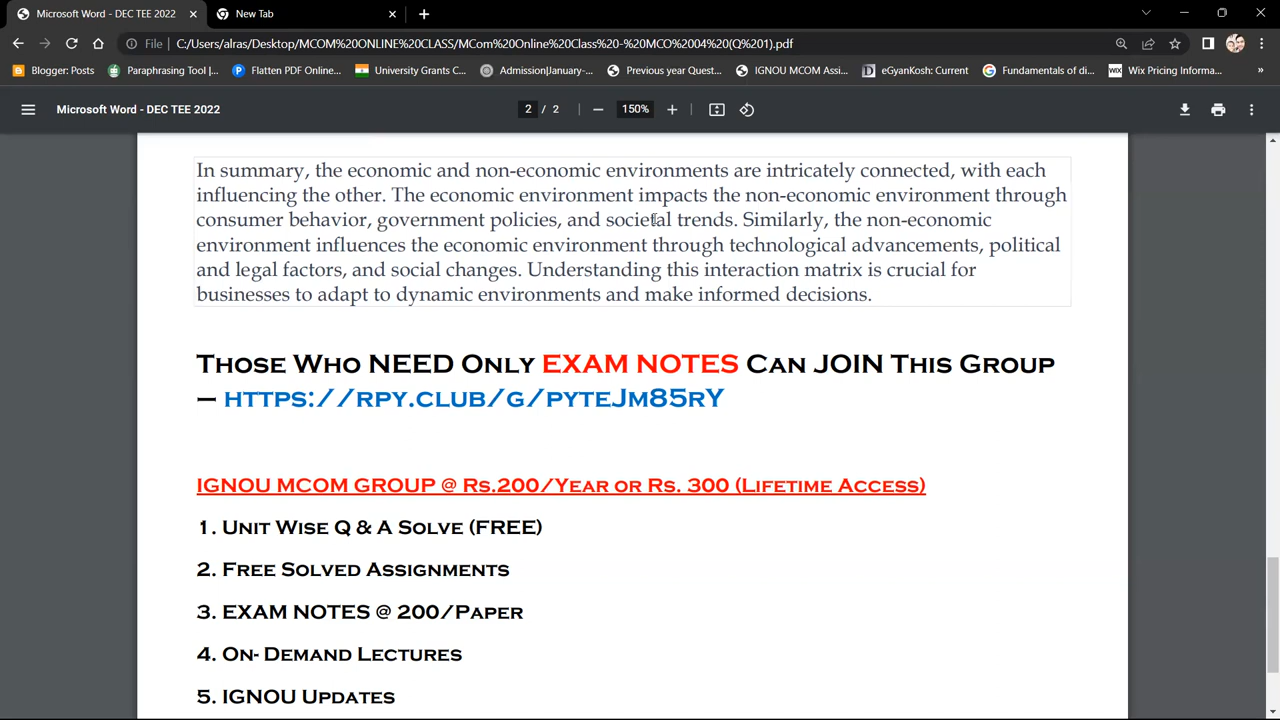 Microsoft Word - DEC TEE 2022
New Tab
File C:/Users/alras/Desktop/MCOM%20ONLINE%20CLASS/MCom%20Online%20Class%20-%20MCO%2004%20(Q%201).pdf
Blogger: Posts Paraphrasing Tool |... Flatten PDF Online... University Grants C... Admission|January-... Previous year Quest... IGNOU MCOM Assi... eGyanKosh: Current Fundamentals of di... Wix Pricing Informa... »
Microsoft Word - DEC TEE 2022 2 / 2 150%
In summary, the economic and non-economic environments are intricately connected, with each
influencing the other. The economic environment impacts the non-economic environment through
consumer behavior, government policies, and societal trends. Similarly, the non-economic
environment influences the economic environment through technological advancements, political
and legal factors, and social changes. Understanding this interaction matrix is crucial for
businesses to adapt to dynamic environments and make informed decisions.
Those Who NEED Only EXAM NOTES Can JOIN This Group
– https://rpy.club/g/pyteJm85rY
IGNOU MCOM GROUP @ Rs.200/Year or Rs. 300 (Lifetime Access)
1. Unit Wise Q & A Solve (FREE)
2. Free Solved Assignments
3. EXAM NOTES @ 200/Paper
4. On- Demand Lectures
5. IGNOU Updates